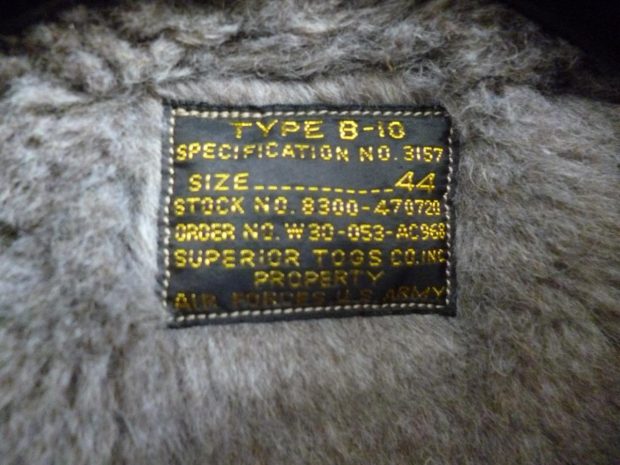 TYPE B-10
SPECIFICATION NO. 3157
SIZE............44
STOCK NO. 8300-470720
ORDER NO. W30-053-AC968
SUPERIOR TOGS CO.INC
PROPERTY
AIR FORCES U.S ARMY